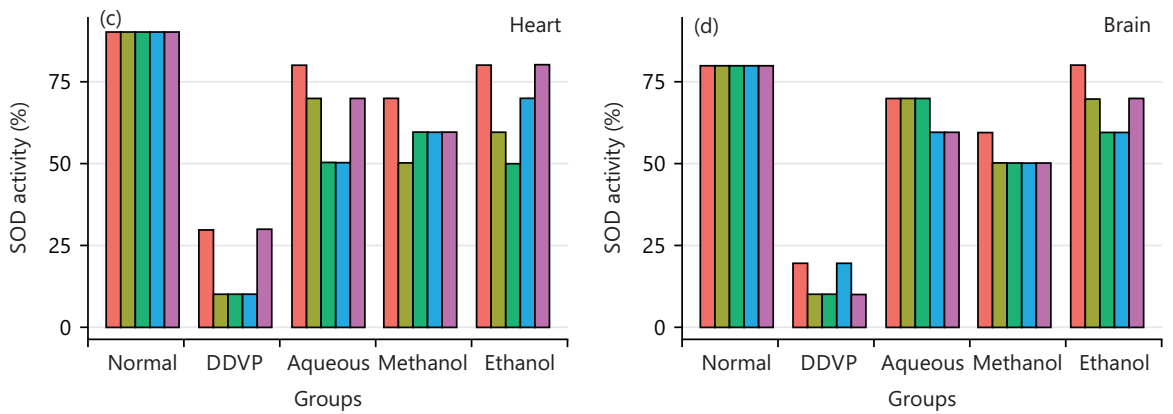 (c)
Heart
SOD activity (%)
75
50
25
0
Normal DDVP Aqueous Methanol Ethanol
Groups
(d)
Brain
SOD activity (%)
75
50
25
0
Normal DDVP Aqueous Methanol Ethanol
Groups